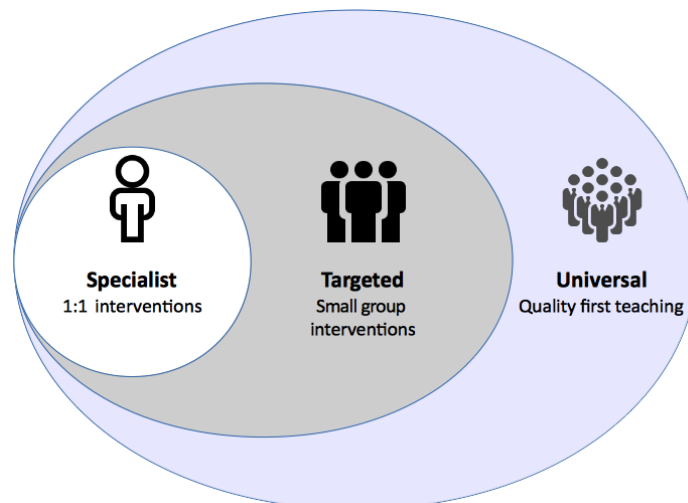 Specialist
1:1 interventions
Targeted
Small group
interventions
Universal
Quality first teaching